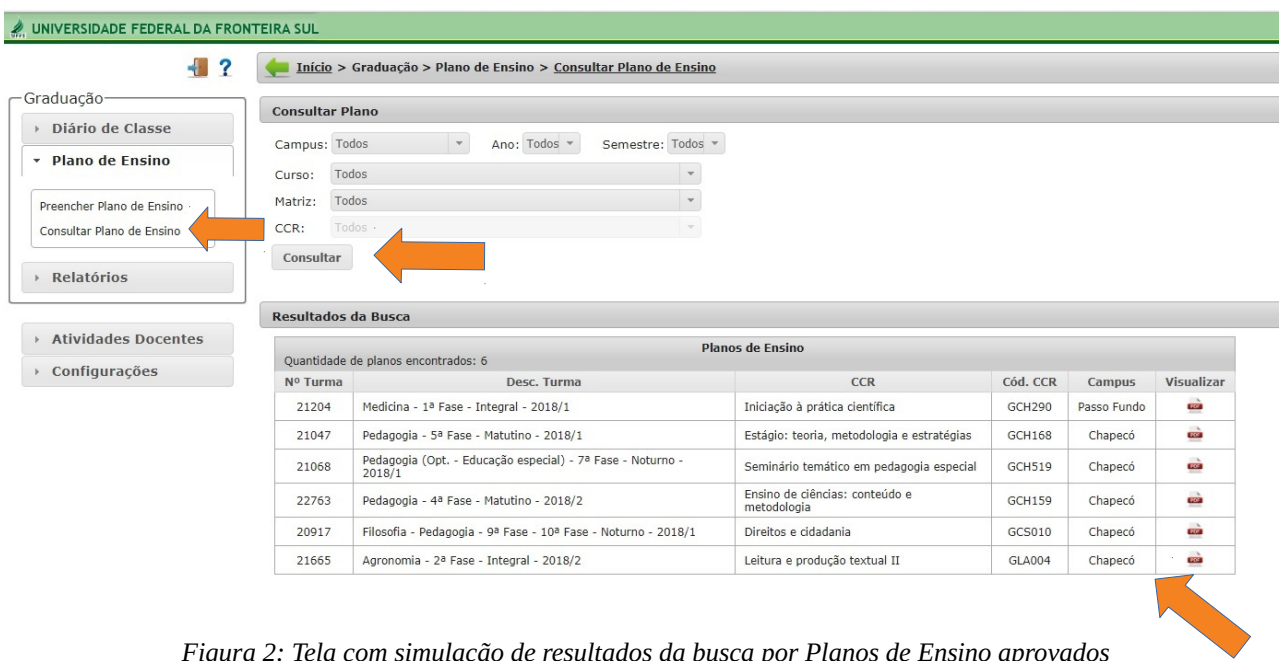 UNIVERSIDADE FEDERAL DA FRONTEIRA SUL
Início > Graduação > Plano de Ensino > Consultar Plano de Ensino
Graduação
Diário de Classe
Plano de Ensino
Preencher Plano de Ensino
Consultar Plano de Ensino
Relatórios
Atividades Docentes
Configurações
Consultar Plano
Campus: Todos Ano: Todos Semestre: Todos
Curso: Todos
Matriz: Todos
CCR: Todos
Consultar
Resultados da Busca
Planos de Ensino
Quantidade de planos encontrados: 6
Nº Turma Desc. Turma CCR Cód. CCR Campus Visualizar
21204 Medicina - 1ª Fase - Integral - 2018/1 Iniciação à prática científica GCH290 Passo Fundo PDF
21047 Pedagogia - 5ª Fase - Matutino - 2018/1 Estágio: teoria, metodologia e estratégias GCH168 Chapecó PDF
21068 Pedagogia (Opt. - Educação especial) - 7ª Fase - Noturno - 
2018/1 Seminário temático em pedagogia especial GCH519 Chapecó PDF
22763 Pedagogia - 4ª Fase - Matutino - 2018/2 Ensino de ciências: conteúdo e
metodologia GCH159 Chapecó PDF
20917 Filosofia - Pedagogia - 9ª Fase - 10ª Fase - Noturno - 2018/1 Direitos e cidadania GCS010 Chapecó PDF
21665 Agronomia - 2ª Fase - Integral - 2018/2 Leitura e produção textual II GLA004 Chapecó PDF
Figura 2: Tela com simulação de resultados da busca por Planos de Ensino aprovados